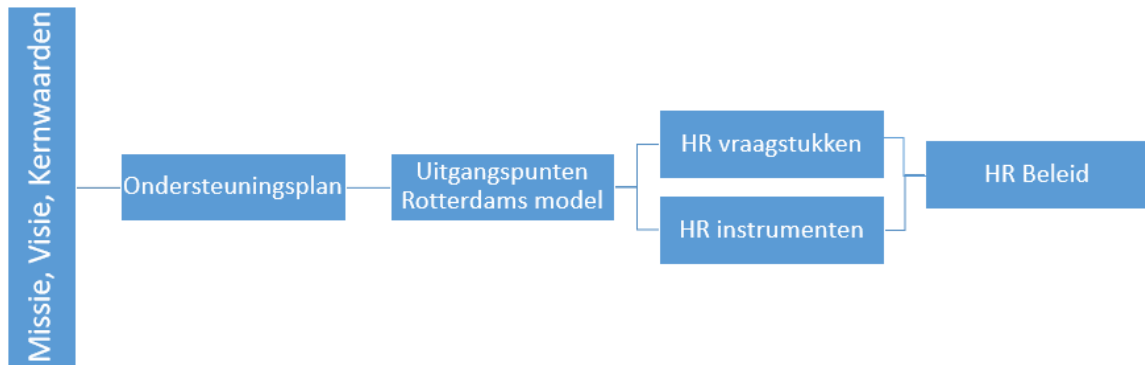 Missie, Visie, Kernwaarden
Ondersteuningsplan
Uitgangspunten
Rotterdams model
HR vraagstukken
HR instrumenten
HR Beleid